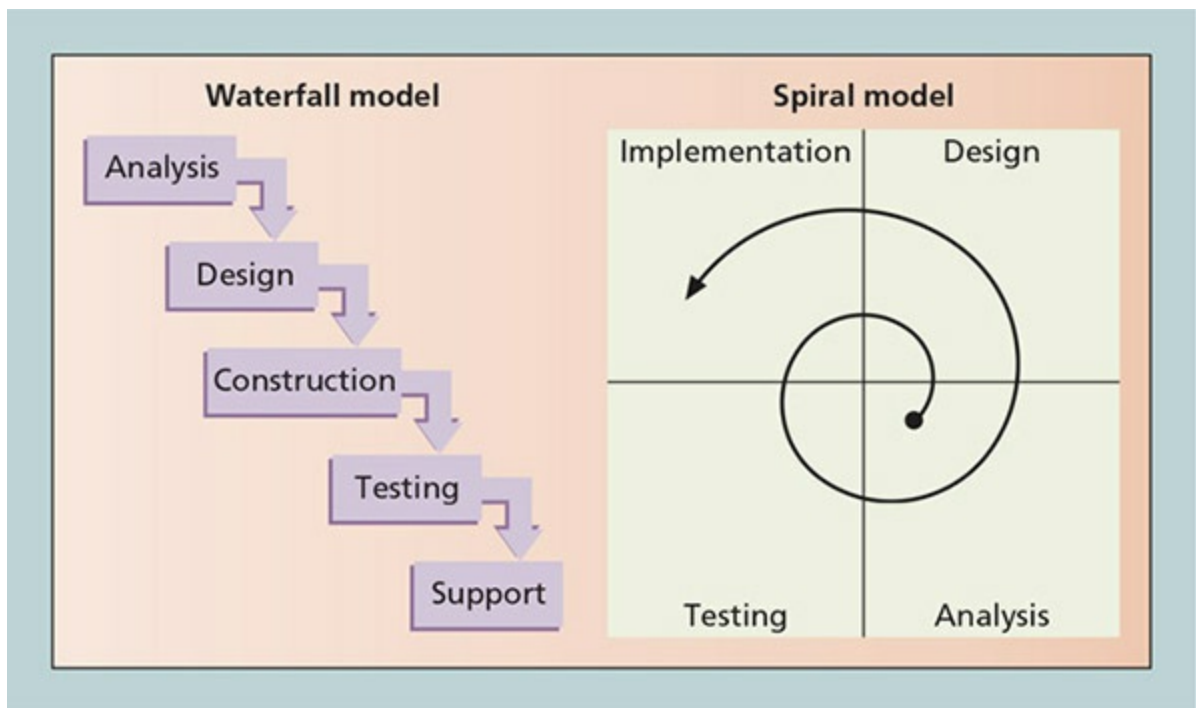 Waterfall model
Analysis
Design
Construction
Testing
Support
Spiral model
Implementation
Design
Testing
Analysis